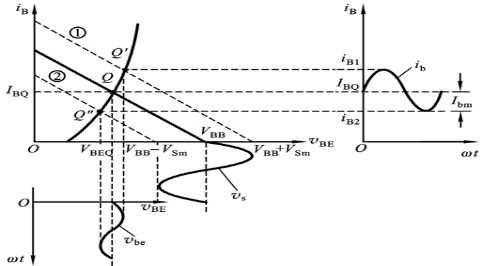 i_B
①
Q'
I_BQ
②
Q
Q''
O
V_BEQ
V_BB−V_Sm
V_BB
V_BB+V_Sm
v_BE
i_B
i_B1
i_b
I_BQ
I_bm
i_B2
O
ωt
O
v_BE
v_s
v_be
ωt